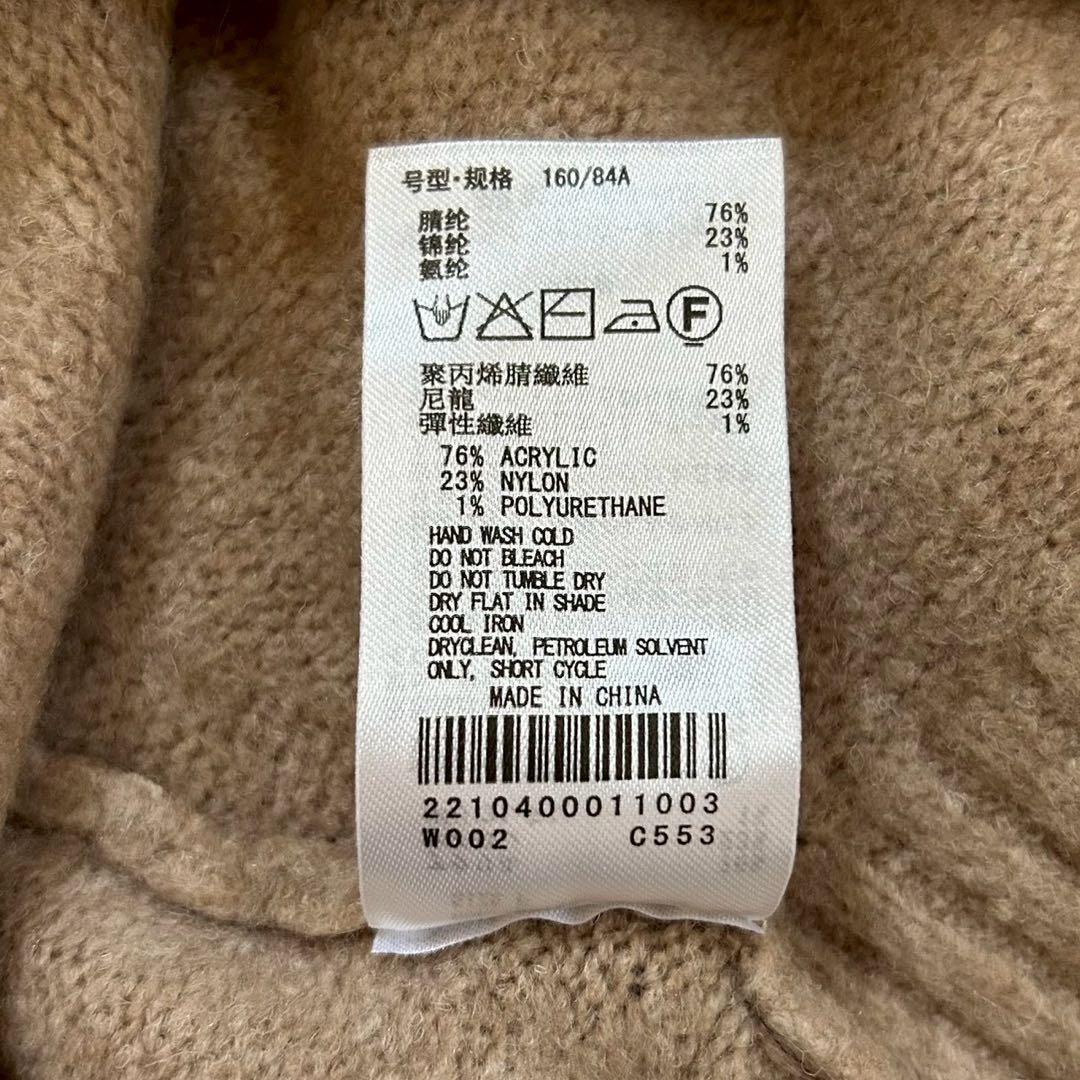 号型·规格 160/84A
腈纶 76%
锦纶 23%
氨纶 1%
F
聚丙烯腈纖維 76%
尼龍 23%
彈性纖維 1%
76% ACRYLIC
23% NYLON
1% POLYURETHANE
HAND WASH COLD
DO NOT BLEACH
DO NOT TUMBLE DRY
DRY FLAT IN SHADE
COOL IRON
DRYCLEAN, PETROLEUM SOLVENT
ONLY, SHORT CYCLE
MADE IN CHINA
2210400011003
W002 C553